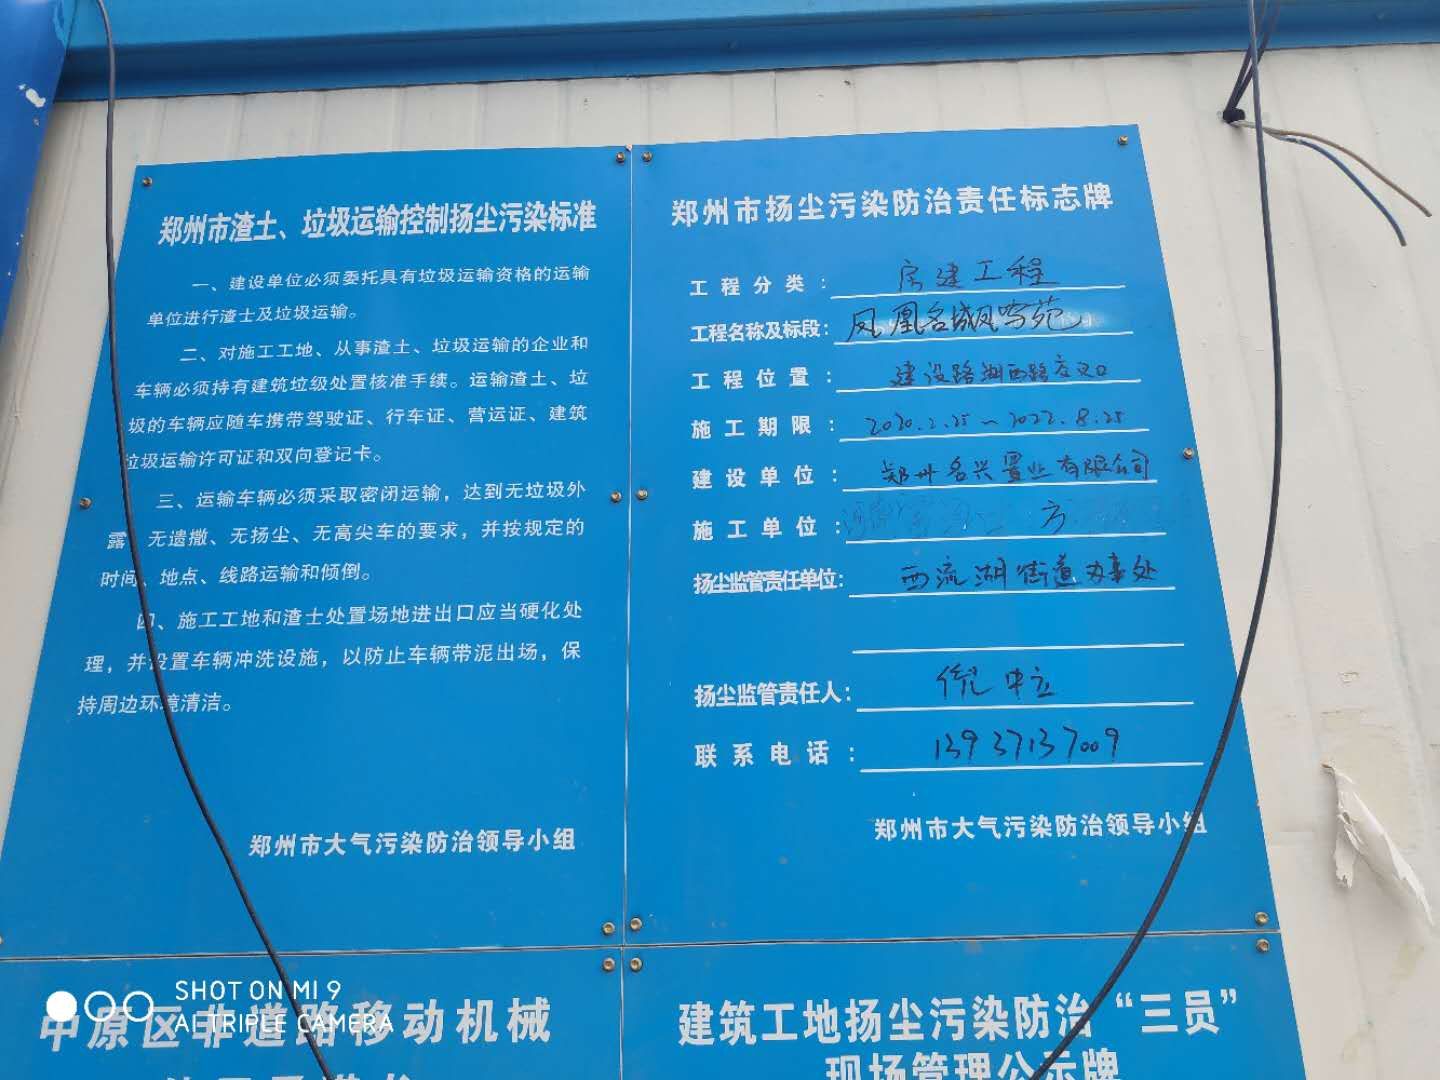 郑州市渣土、垃圾运输控制扬尘污染标准
一、建设单位必须委托具有垃圾运输资格的运输
单位进行渣士及垃圾运输。
二、对施工工地、从事渣土、垃圾运输的企业和
车辆必须持有建筑垃圾处置核准手续。运输渣土、垃
圾的车辆应随车携带驾驶证、行车证、营运证、建筑
垃圾运输许可证和双向登记卡。
三、运输车辆必须采取密闭运输，达到无垃圾外
露、无遗撒、无扬尘、无高尖车的要求，并按规定的
时间、地点、线路运输和倾倒。
四、施工工地和渣士处置场地进出口应当硬化处
理，并设置车辆冲洗设施，以防止车辆带泥出场，保
持周边环境清洁。
郑州市大气污染防治领导小组
郑州市扬尘污染防治责任标志牌
工程分类：房建工程
工程名称及标段：凤凰名城凤鸣苑
工程位置：建设路湖西路交叉口
施工期限：2020.2.25～2022.8.25
建设单位：郑州名兴置业有限公司
施工单位：方
扬尘监管责任单位：西流湖街道办事处
扬尘监管责任人：倪中立
联系电话：13937137009
郑州市大气污染防治领导小组
中原区非道路移动机械
建筑工地扬尘污染防治“三员”
现场管理公示牌
SHOT ON MI 9
AI TRIPLE CAMERA